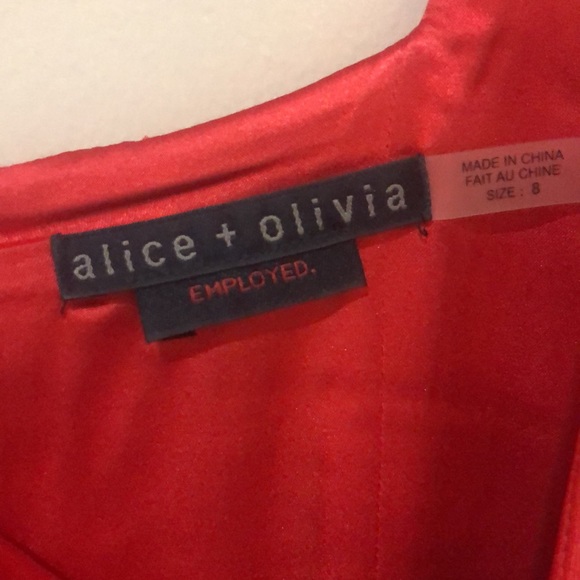 alice + olivia
EMPLOYED.
MADE IN CHINA
FAIT AU CHINE
SIZE : 8